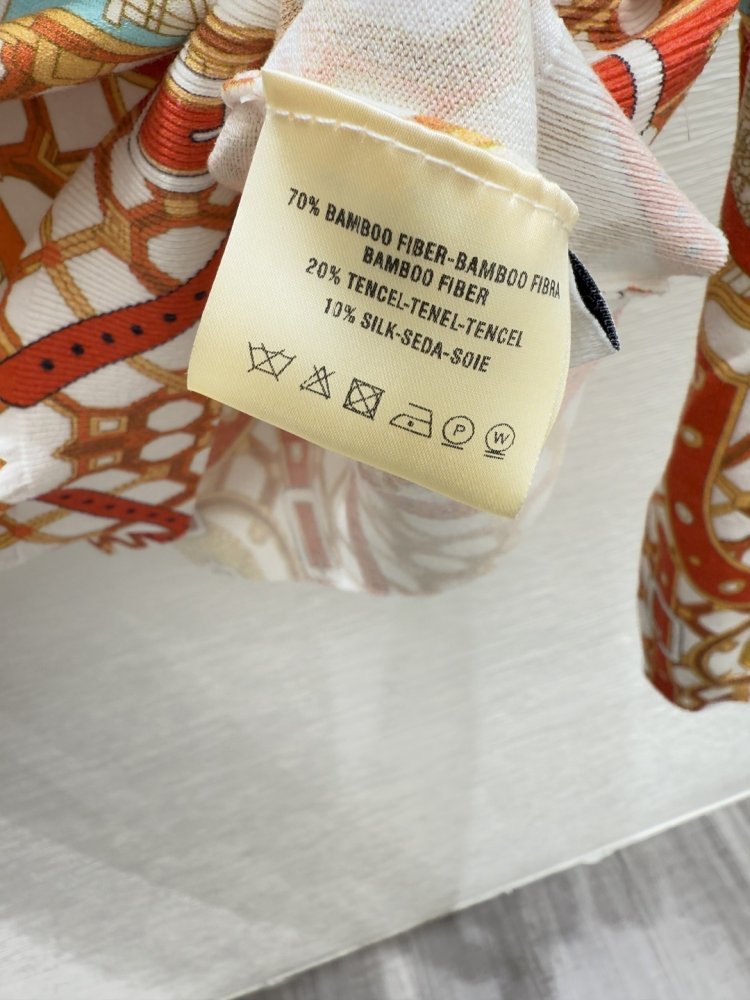 70% BAMBOO FIBER-BAMBOO FIBRA
BAMBOO FIBER
20% TENCEL-TENEL-TENCEL
10% SILK-SEDA-SOIE
P W